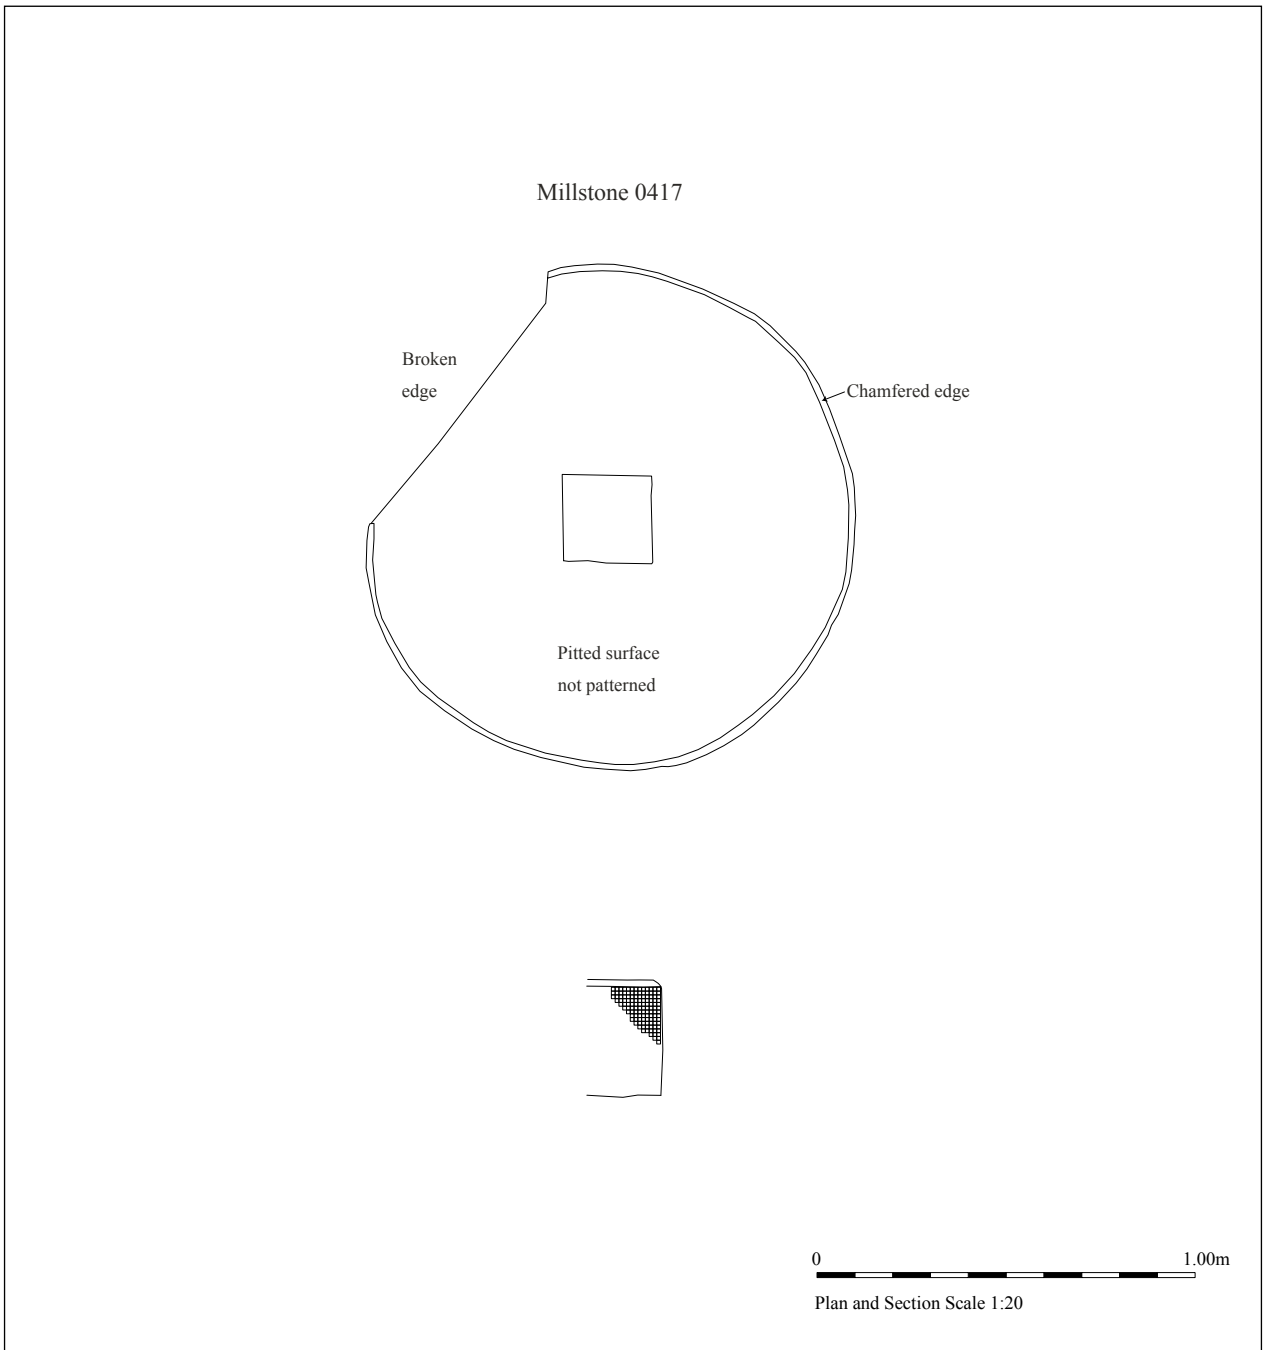 Millstone 0417
Broken
edge
Chamfered edge
Pitted surface
not patterned
0 1.00m
Plan and Section Scale 1:20